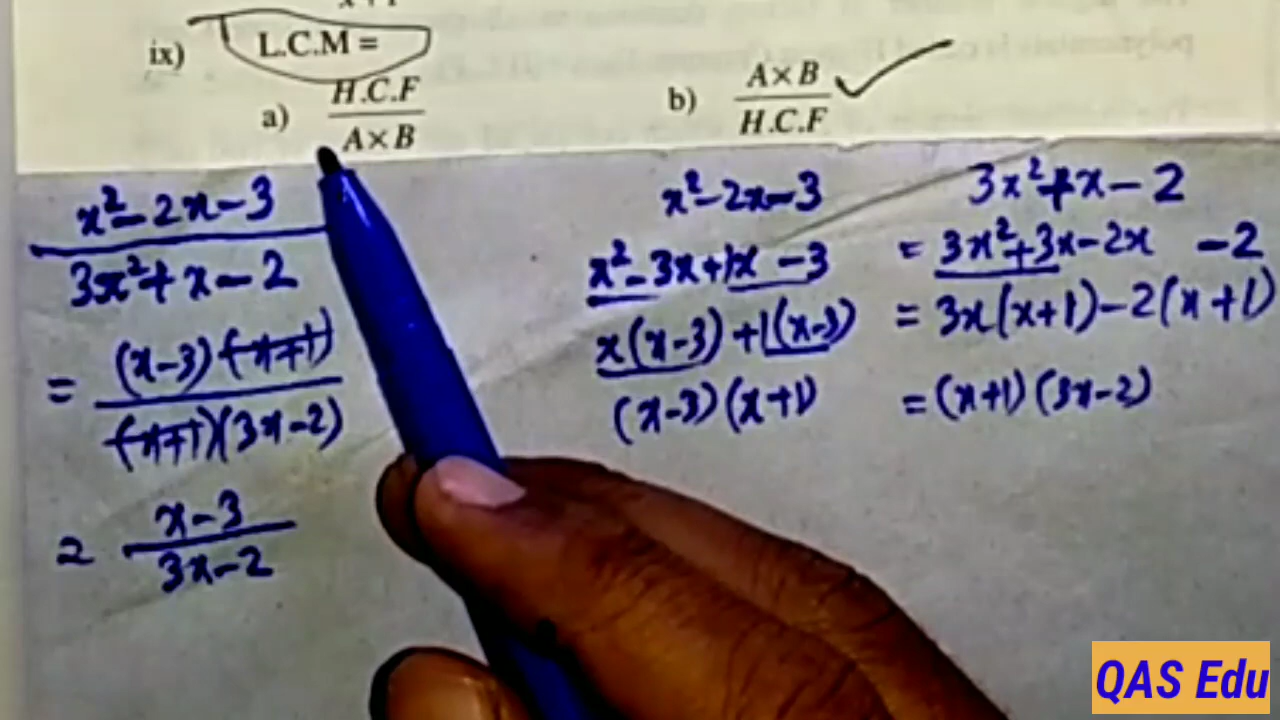 ix) L.C.M =
a) H.C.F / A×B
b) A×B / H.C.F
x²-2x-3 / 3x²+x-2
= (x-3)(x+1) / (x+1)(3x-2)
= x-3 / 3x-2
x²-2x-3
x²-3x+1x-3
x(x-3)+1(x-3)
(x-3)(x+1)
3x²+x-2
= 3x²+3x-2x -2
= 3x(x+1)-2(x+1)
= (x+1)(3x-2)
QAS Edu